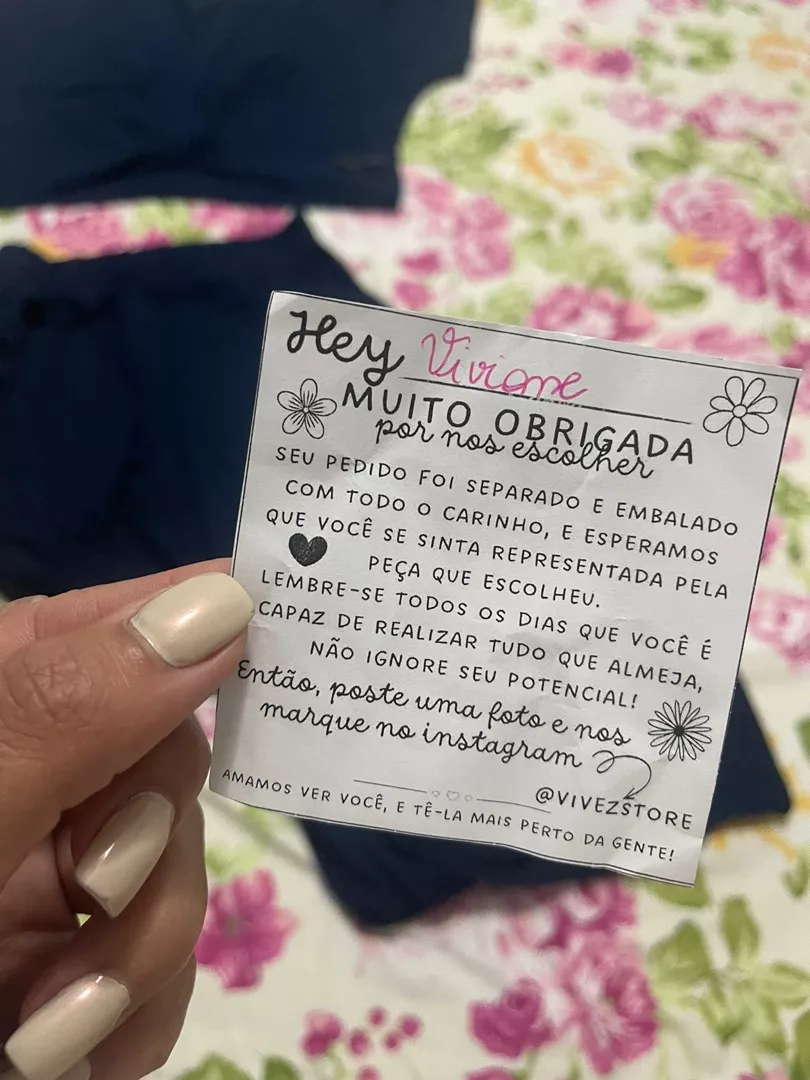 Hey Viviane
MUITO OBRIGADA
por nos escolher
SEU PEDIDO FOI SEPARADO E EMBALADO
COM TODO O CARINHO, E ESPERAMOS
QUE VOCÊ SE SINTA REPRESENTADA PELA
PEÇA QUE ESCOLHEU.
LEMBRE-SE TODOS OS DIAS QUE VOCÊ É
CAPAZ DE REALIZAR TUDO QUE ALMEJA,
NÃO IGNORE SEU POTENCIAL!
Então, poste uma foto e nos
marque no instagram
@VIVEZSTORE
AMAMOS VER VOCÊ, E TÊ-LA MAIS PERTO DA GENTE!